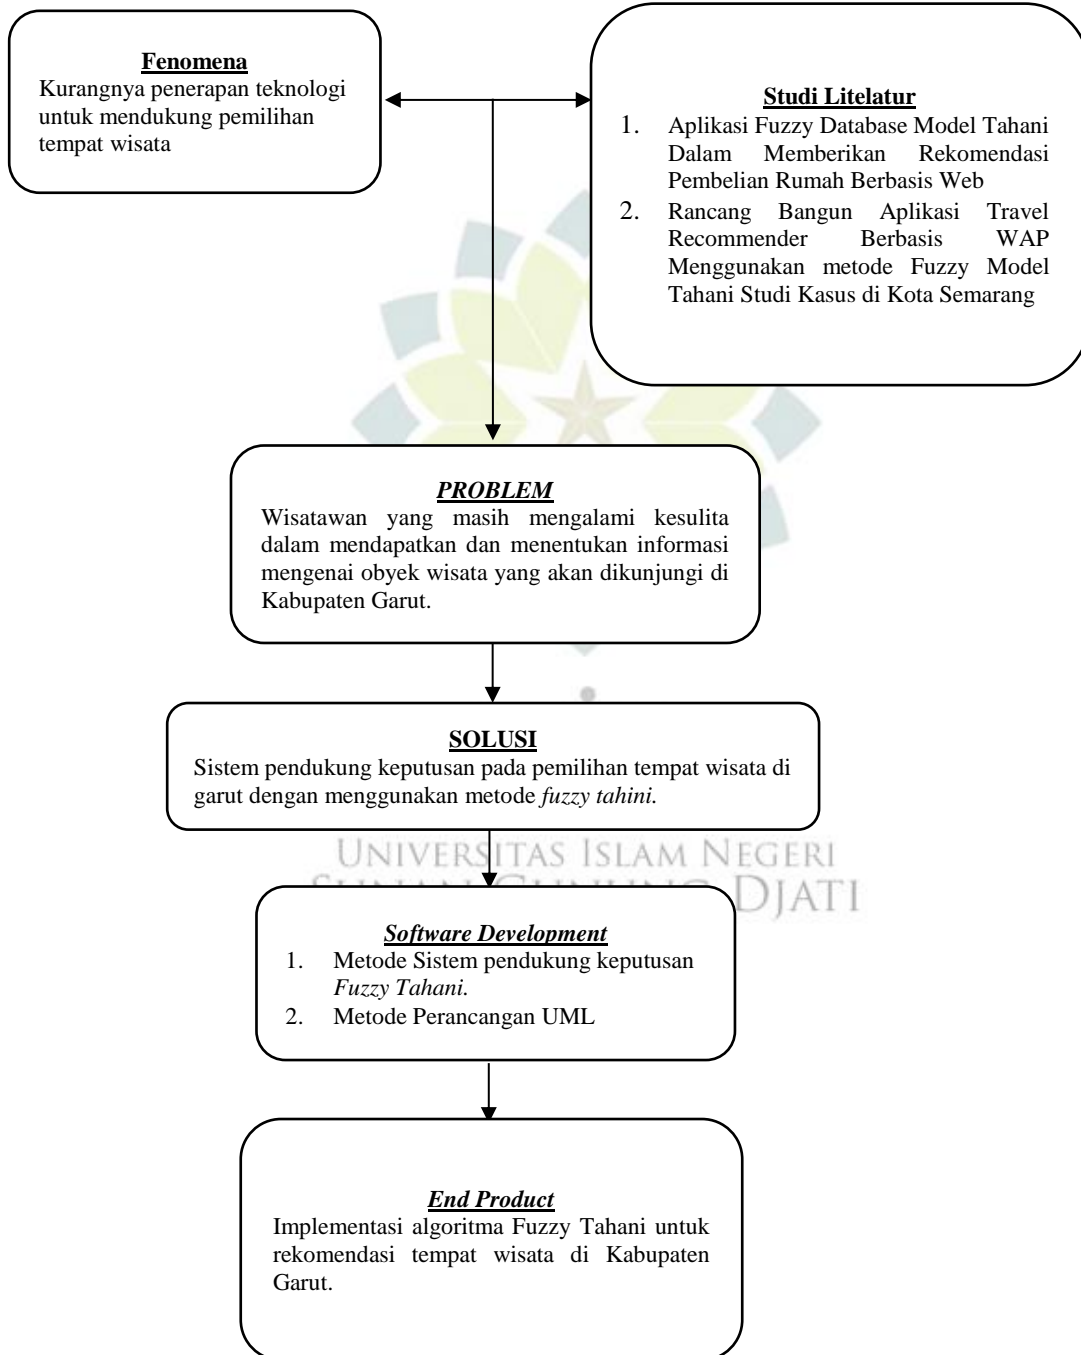 Fenomena
Kurangnya penerapan teknologi
untuk mendukung pemilihan
tempat wisata
Studi Litelatur
1. Aplikasi Fuzzy Database Model Tahani
Dalam Memberikan Rekomendasi
Pembelian Rumah Berbasis Web
2. Rancang Bangun Aplikasi Travel
Recommender Berbasis WAP
Menggunakan metode Fuzzy Model
Tahani Studi Kasus di Kota Semarang
PROBLEM
Wisatawan yang masih mengalami kesulita
dalam mendapatkan dan menentukan informasi
mengenai obyek wisata yang akan dikunjungi di
Kabupaten Garut.
SOLUSI
Sistem pendukung keputusan pada pemilihan tempat wisata di
garut dengan menggunakan metode fuzzy tahini.
UNIVERSITAS ISLAM NEGERI
SUNAN GUNUNG DJATI
Software Development
1. Metode Sistem pendukung keputusan
Fuzzy Tahani.
2. Metode Perancangan UML
End Product
Implementasi algoritma Fuzzy Tahani untuk
rekomendasi tempat wisata di Kabupaten
Garut.